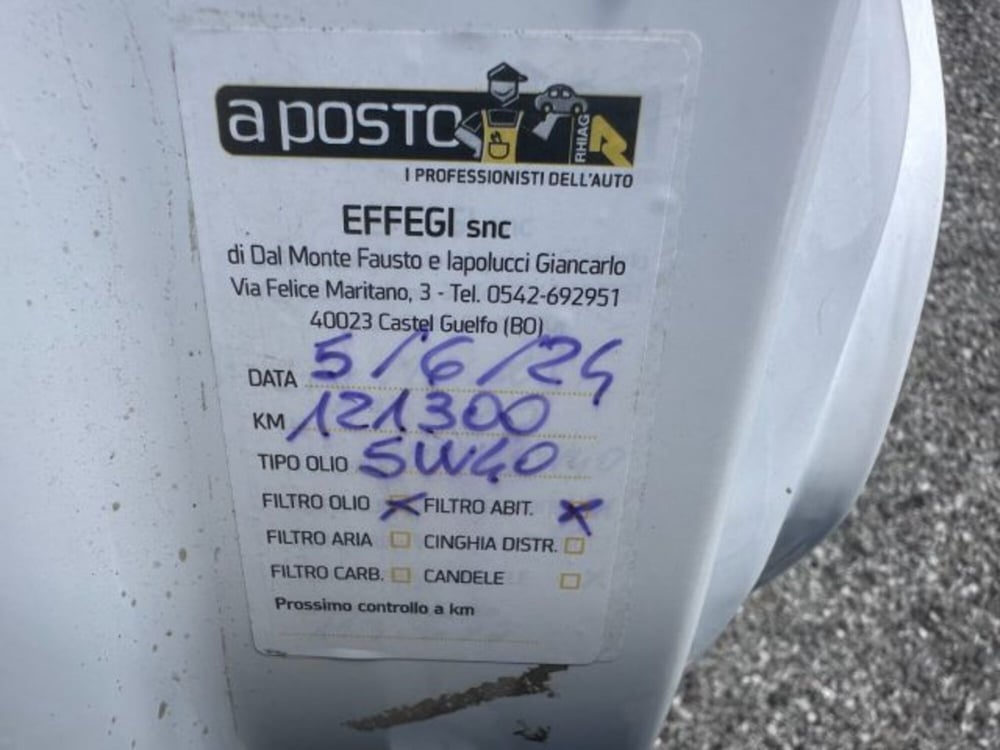 a POSTO
RHIAG
I PROFESSIONISTI DELL'AUTO
EFFEGI snc
di Dal Monte Fausto e Iapolucci Giancarlo
Via Felice Maritano, 3 - Tel. 0542-692951
40023 Castel Guelfo (BO)
DATA 5/6/24
KM 121300
TIPO OLIO 5W40
FILTRO OLIO X FILTRO ABIT. X
FILTRO ARIA CINGHIA DISTR.
FILTRO CARB. CANDELE
Prossimo controllo a km